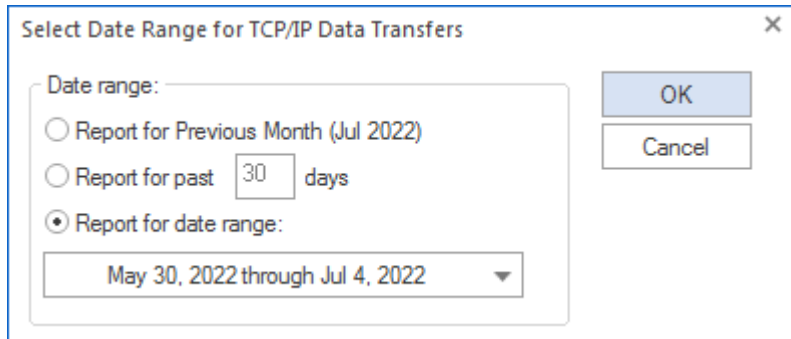 Select Date Range for TCP/IP Data Transfers
Date range:
Report for Previous Month (Jul 2022)
Report for past 30 days
Report for date range:
May 30, 2022 through Jul 4, 2022
OK
Cancel